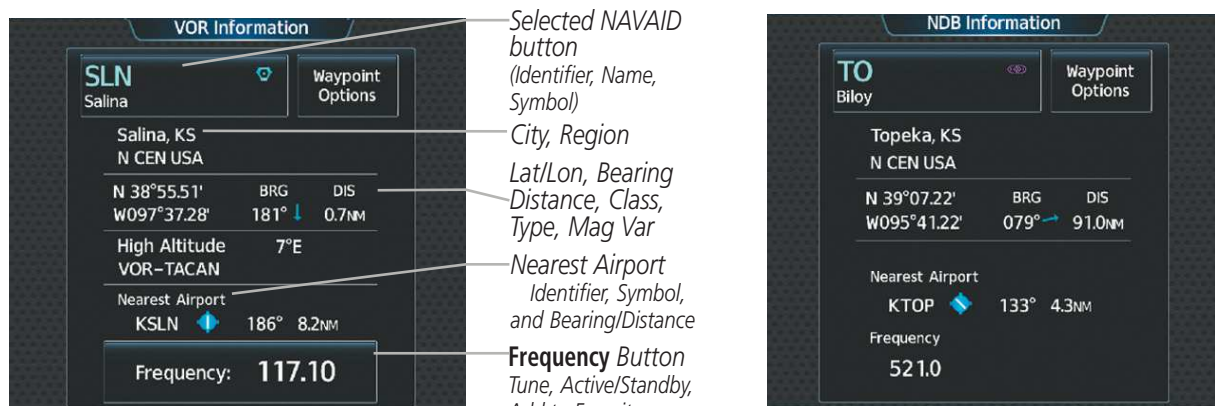 VOR Information
SLN
Salina
Waypoint
Options
Salina, KS
N CEN USA
N 38°55.51' BRG DIS
W097°37.28' 181° 0.7NM
High Altitude 7°E
VOR-TACAN
Nearest Airport
KSLN 186° 8.2NM
Frequency: 117.10
Selected NAVAID
button
(Identifier, Name,
Symbol)
City, Region
Lat/Lon, Bearing
Distance, Class,
Type, Mag Var
Nearest Airport
Identifier, Symbol,
and Bearing/Distance
Frequency Button
Tune, Active/Standby,
NDB Information
TO
Biloy
Waypoint
Options
Topeka, KS
N CEN USA
N 39°07.22' BRG DIS
W095°41.22' 079° 91.0NM
Nearest Airport
KTOP 133° 4.3NM
Frequency
521.0